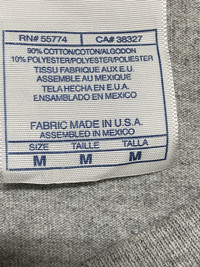 RN# 55774 CA# 38327
90% COTTON/COTON/ALGODON
10% POLYESTER/POLYESTER/POLIESTER
TISSU FABRIQUE AUX E.U.
ASSEMBLE AU MEXIQUE
TELA HECHA EN E.U.A.
ENSAMBLADO EN MEXICO
FABRIC MADE IN U.S.A.
ASSEMBLED IN MEXICO
SIZE TAILLE TALLA
M M M